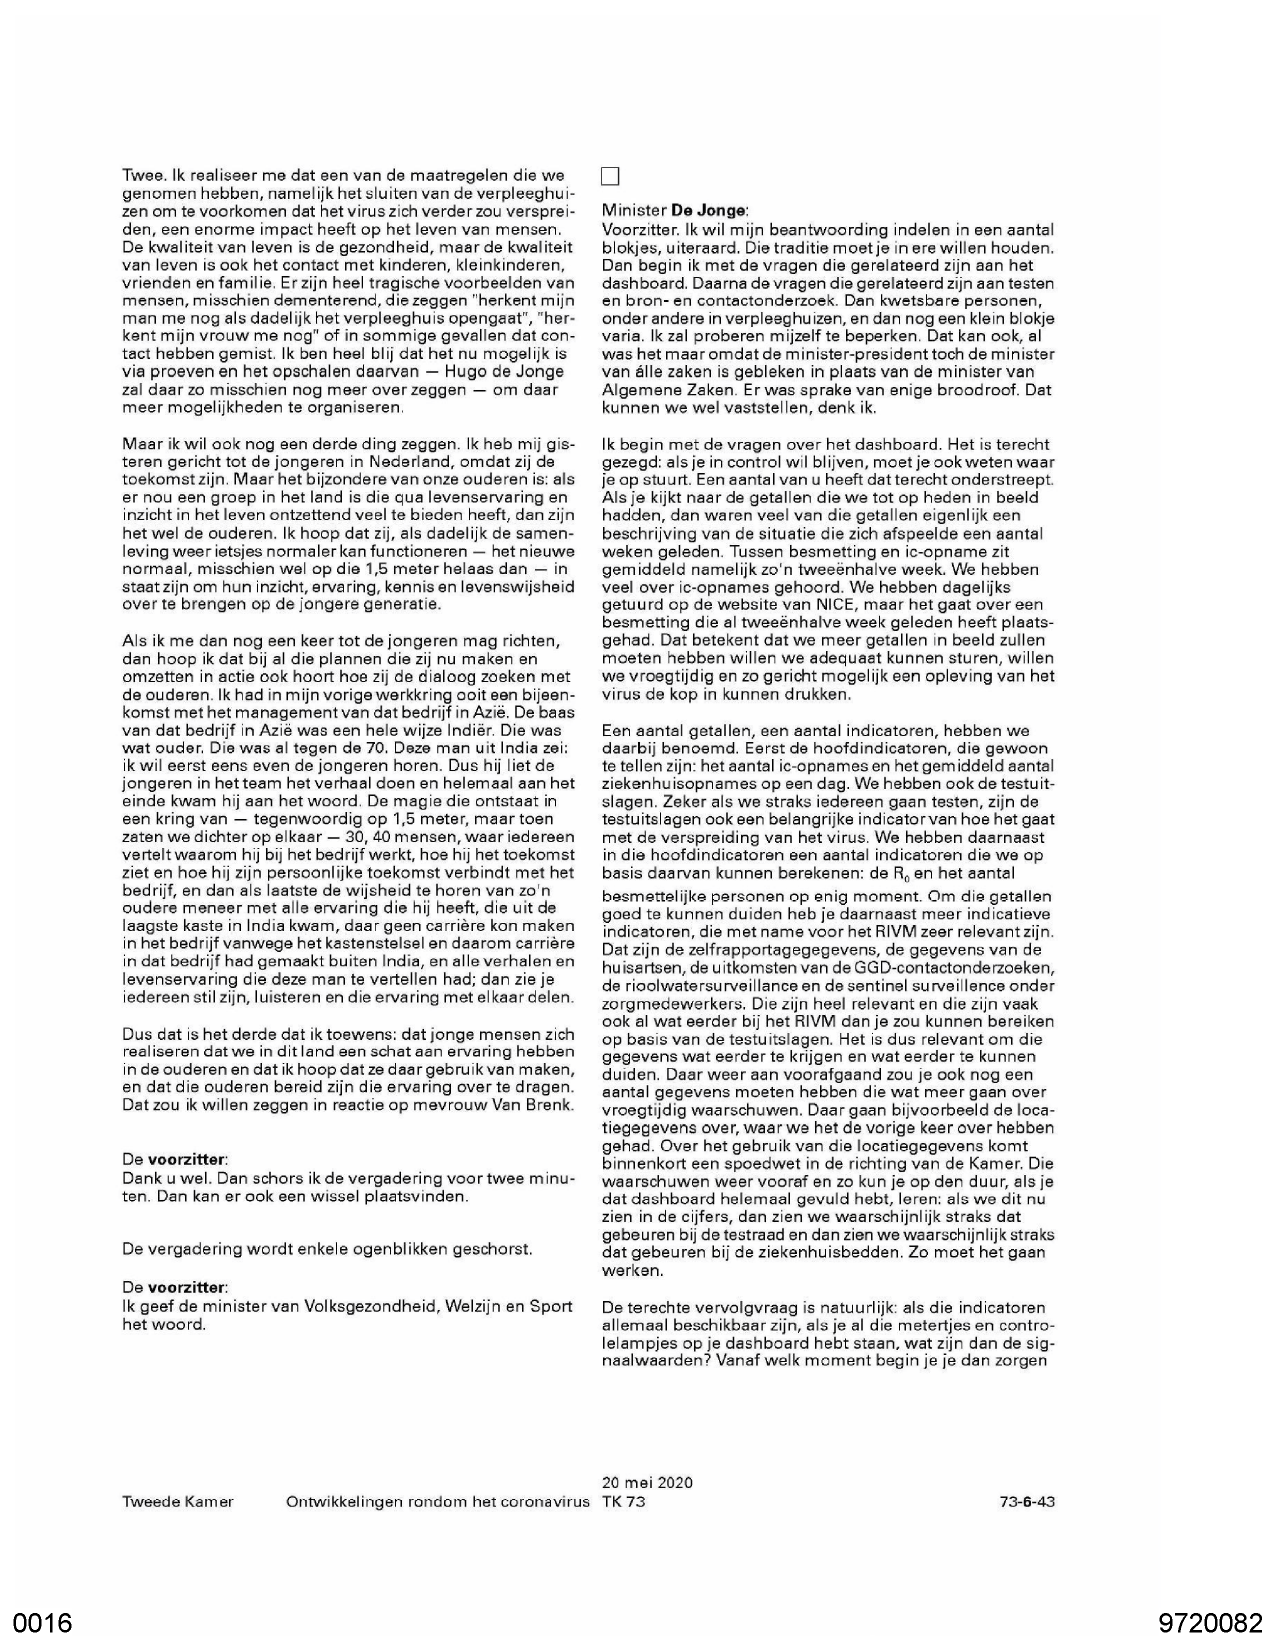 Twee. Ik realiseer me dat een van de maatregelen die we
genomen hebben, namelijk het sluiten van de verpleeghui-
zen om te voorkomen dat het virus zich verder zou versprei-
den, een enorme impact heeft op het leven van mensen.
De kwaliteit van leven is de gezondheid, maar de kwaliteit
van leven is ook het contact met kinderen, kleinkinderen,
vrienden en familie. Er zijn heel tragische voorbeelden van
mensen, misschien dementerend, die zeggen "herkent mijn
man me nog als dadelijk het verpleeghuis opengaat", "her-
kent mijn vrouw me nog" of in sommige gevallen dat con-
tact hebben gemist. Ik ben heel blij dat het nu mogelijk is
via proeven en het opschalen daarvan — Hugo de Jonge
zal daar zo misschien nog meer over zeggen — om daar
meer mogelijkheden te organiseren.
Maar ik wil ook nog een derde ding zeggen. Ik heb mij gis-
teren gericht tot de jongeren in Nederland, omdat zij de
toekomst zijn. Maar het bijzondere van onze ouderen is: als
er nou een groep in het land is die qua levenservaring en
inzicht in het leven ontzettend veel te bieden heeft, dan zijn
het wel de ouderen. Ik hoop dat zij, als dadelijk de samen-
leving weer ietsjes normaler kan functioneren — het nieuwe
normaal, misschien wel op die 1,5 meter helaas dan — in
staat zijn om hun inzicht, ervaring, kennis en levenswijsheid
over te brengen op de jongere generatie.
Als ik me dan nog een keer tot de jongeren mag richten,
dan hoop ik dat bij al die plannen die zij nu maken en
omzetten in actie ook hoort hoe zij de dialoog zoeken met
de ouderen. Ik had in mijn vorige werkkring ooit een bijeen-
komst met het management van dat bedrijf in Azië. De baas
van dat bedrijf in Azië was een hele wijze Indiër. Die was
wat ouder. Die was al tegen de 70. Deze man uit India zei:
ik wil eerst eens even de jongeren horen. Dus hij liet de
jongeren in het team het verhaal doen en helemaal aan het
einde kwam hij aan het woord. De magie die ontstaat in
een kring van — tegenwoordig op 1,5 meter, maar toen
zaten we dichter op elkaar — 30, 40 mensen, waar iedereen
vertelt waarom hij bij het bedrijf werkt, hoe hij het toekomst
ziet en hoe hij zijn persoonlijke toekomst verbindt met het
bedrijf, en dan als laatste de wijsheid te horen van zo'n
oudere meneer met alle ervaring die hij heeft, die uit de
laagste kaste in India kwam, daar geen carrière kon maken
in het bedrijf vanwege het kastenstelsel en daarom carrière
in dat bedrijf had gemaakt buiten India, en alle verhalen en
levenservaring die deze man te vertellen had; dan zie je
iedereen stil zijn, luisteren en die ervaring met elkaar delen.
Dus dat is het derde dat ik toewens: dat jonge mensen zich
realiseren dat we in dit land een schat aan ervaring hebben
in de ouderen en dat ik hoop dat ze daar gebruik van maken,
en dat die ouderen bereid zijn die ervaring over te dragen.
Dat zou ik willen zeggen in reactie op mevrouw Van Brenk.
De voorzitter:
Dank u wel. Dan schors ik de vergadering voor twee minu-
ten. Dan kan er ook een wissel plaatsvinden.
De vergadering wordt enkele ogenblikken geschorst.
De voorzitter:
Ik geef de minister van Volksgezondheid, Welzijn en Sport
het woord.
Minister De Jonge:
Voorzitter. Ik wil mijn beantwoording indelen in een aantal
blokjes, uiteraard. Die traditie moet je in ere willen houden.
Dan begin ik met de vragen die gerelateerd zijn aan het
dashboard. Daarna de vragen die gerelateerd zijn aan testen
en bron- en contactonderzoek. Dan kwetsbare personen,
onder andere in verpleeghuizen, en dan nog een klein blokje
varia. Ik zal proberen mijzelf te beperken. Dat kan ook, al
was het maar omdat de minister-president toch de minister
van álle zaken is gebleken in plaats van de minister van
Algemene Zaken. Er was sprake van enige broodroof. Dat
kunnen we wel vaststellen, denk ik.
Ik begin met de vragen over het dashboard. Het is terecht
gezegd: als je in control wil blijven, moet je ook weten waar
je op stuurt. Een aantal van u heeft dat terecht onderstreept.
Als je kijkt naar de getallen die we tot op heden in beeld
hadden, dan waren veel van die getallen eigenlijk een
beschrijving van de situatie die zich afspeelde een aantal
weken geleden. Tussen besmetting en ic-opname zit
gemiddeld namelijk zo'n tweeënhalve week. We hebben
veel over ic-opnames gehoord. We hebben dagelijks
getuurd op de website van NICE, maar het gaat over een
besmetting die al tweeënhalve week geleden heeft plaats-
gehad. Dat betekent dat we meer getallen in beeld zullen
moeten hebben willen we adequaat kunnen sturen, willen
we vroegtijdig en zo gericht mogelijk een opleving van het
virus de kop in kunnen drukken.
Een aantal getallen, een aantal indicatoren, hebben we
daarbij benoemd. Eerst de hoofdindicatoren, die gewoon
te tellen zijn: het aantal ic-opnames en het gemiddeld aantal
ziekenhuisopnames op een dag. We hebben ook de testuit-
slagen. Zeker als we straks iedereen gaan testen, zijn de
testuitslagen ook een belangrijke indicator van hoe het gaat
met de verspreiding van het virus. We hebben daarnaast
in die hoofdindicatoren een aantal indicatoren die we op
basis daarvan kunnen berekenen: de R0 en het aantal
besmettelijke personen op enig moment. Om die getallen
goed te kunnen duiden heb je daarnaast meer indicatieve
indicatoren, die met name voor het RIVM zeer relevant zijn.
Dat zijn de zelfrapportagegegevens, de gegevens van de
huisartsen, de uitkomsten van de GGD-contactonderzoeken,
de rioolwatersurveillance en de sentinel surveillence onder
zorgmedewerkers. Die zijn heel relevant en die zijn vaak
ook al wat eerder bij het RIVM dan je zou kunnen bereiken
op basis van de testuitslagen. Het is dus relevant om die
gegevens wat eerder te krijgen en wat eerder te kunnen
duiden. Daar weer aan voorafgaand zou je ook nog een
aantal gegevens moeten hebben die wat meer gaan over
vroegtijdig waarschuwen. Daar gaan bijvoorbeeld de loca-
tiegegevens over, waar we het de vorige keer over hebben
gehad. Over het gebruik van die locatiegegevens komt
binnenkort een spoedwet in de richting van de Kamer. Die
waarschuwen weer vooraf en zo kun je op den duur, als je
dat dashboard helemaal gevuld hebt, leren: als we dit nu
zien in de cijfers, dan zien we waarschijnlijk straks dat
gebeuren bij de testraad en dan zien we waarschijnlijk straks
dat gebeuren bij de ziekenhuisbedden. Zo moet het gaan
werken.
De terechte vervolgvraag is natuurlijk: als die indicatoren
allemaal beschikbaar zijn, als je al die metertjes en contro-
lelampjes op je dashboard hebt staan, wat zijn dan de sig-
naalwaarden? Vanaf welk moment begin je je dan zorgen
20 mei 2020
Tweede Kamer Ontwikkelingen rondom het coronavirus TK 73 73-6-43
0016 9720082